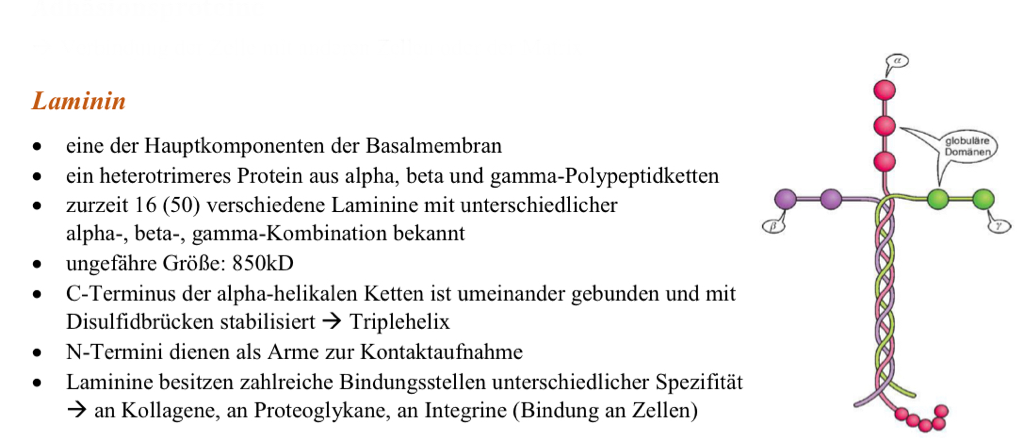 Laminin
• eine der Hauptkomponenten der Basalmembran
• ein heterotrimeres Protein aus alpha, beta und gamma-Polypeptidketten
• zurzeit 16 (50) verschiedene Laminine mit unterschiedlicher
alpha-, beta-, gamma-Kombination bekannt
• ungefähre Größe: 850kD
• C-Terminus der alpha-helikalen Ketten ist umeinander gebunden und mit
Disulfidbrücken stabilisiert → Triplehelix
• N-Termini dienen als Arme zur Kontaktaufnahme
• Laminine besitzen zahlreiche Bindungsstellen unterschiedlicher Spezifität
→ an Kollagene, an Proteoglykane, an Integrine (Bindung an Zellen)
α
globuläre
Domänen
β
γ